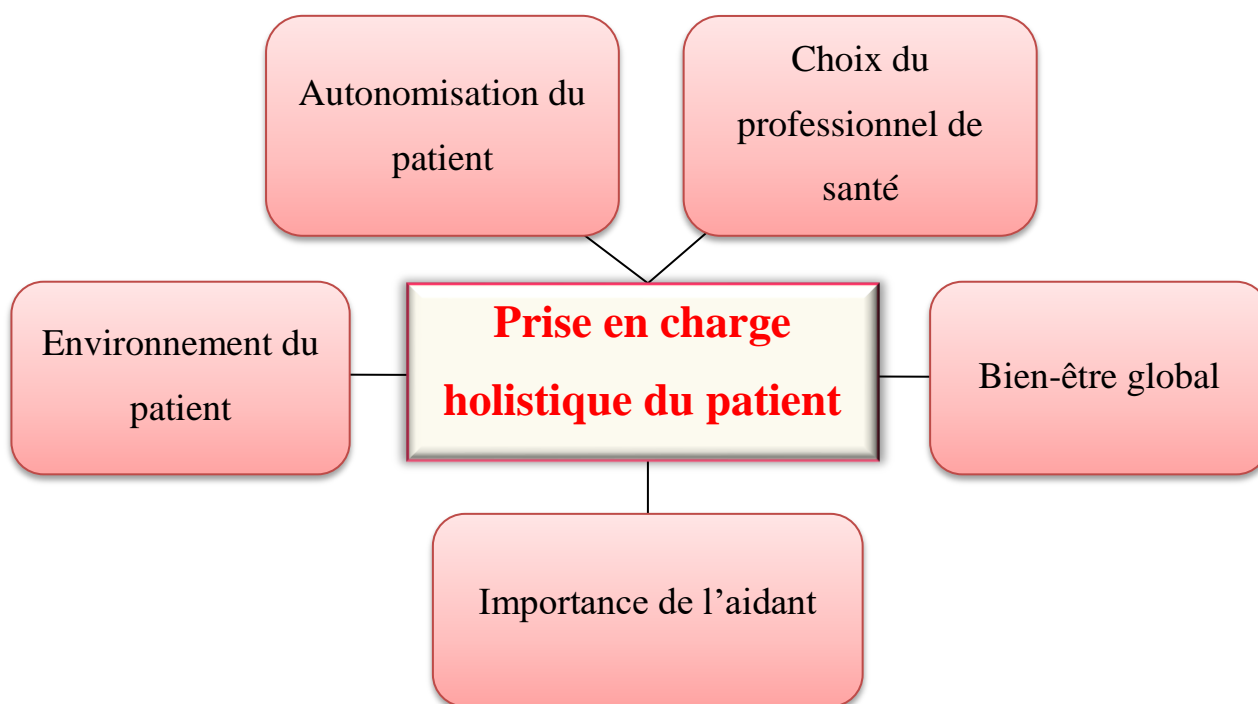 Autonomisation du
patient
Choix du
professionnel de
santé
Environnement du
patient
Prise en charge
holistique du patient
Bien-être global
Importance de l’aidant